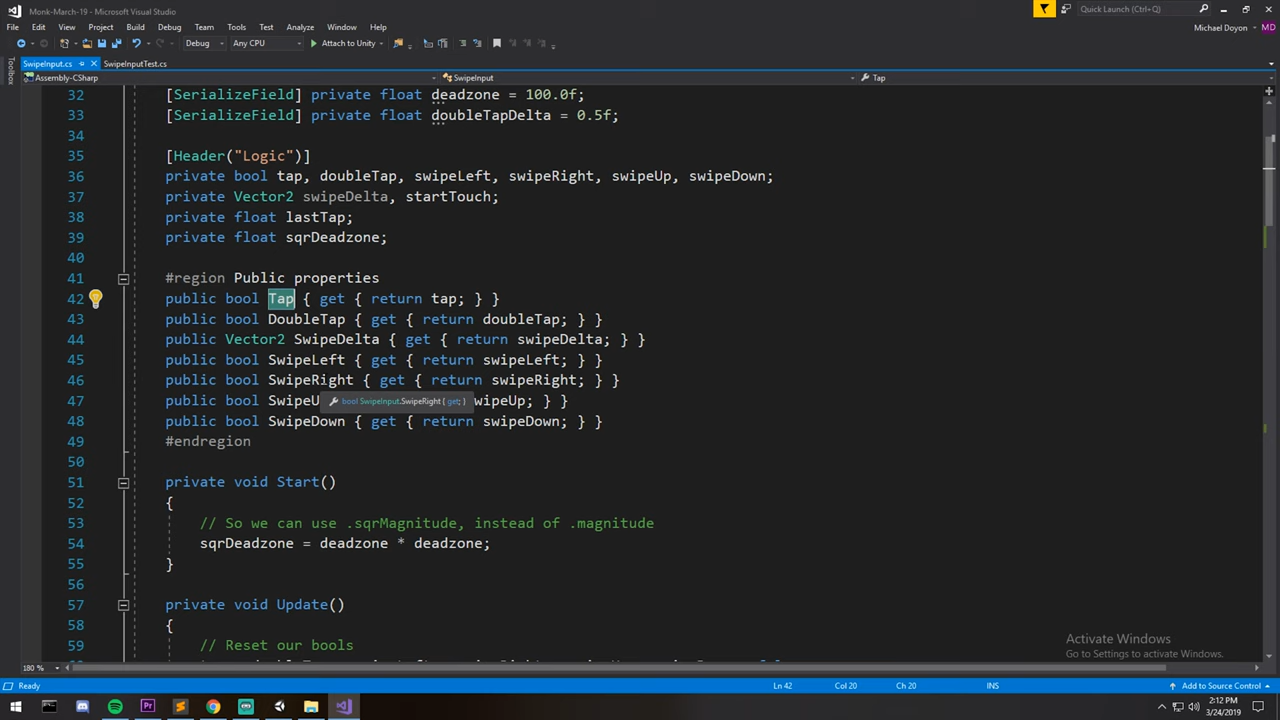 Monk-March-19 - Microsoft Visual Studio
Quick Launch (Ctrl+Q)
File Edit View Project Build Debug Team Tools Test Analyze Window Help
Michael Doyon MD
Debug Any CPU Attach to Unity
Toolbox
SwipeInput.cs SwipeInputTest.cs
Assembly-CSharp SwipeInput Tap
32 [SerializeField] private float deadzone = 100.0f;
33 [SerializeField] private float doubleTapDelta = 0.5f;
34
35 [Header("Logic")]
36 private bool tap, doubleTap, swipeLeft, swipeRight, swipeUp, swipeDown;
37 private Vector2 swipeDelta, startTouch;
38 private float lastTap;
39 private float sqrDeadzone;
40
41 #region Public properties
42 public bool Tap { get { return tap; } }
43 public bool DoubleTap { get { return doubleTap; } }
44 public Vector2 SwipeDelta { get { return swipeDelta; } }
45 public bool SwipeLeft { get { return swipeLeft; } }
46 public bool SwipeRight { get { return swipeRight; } }
47 public bool SwipeU bool SwipeInput.SwipeRight { get; } wipeUp; } }
48 public bool SwipeDown { get { return swipeDown; } }
49 #endregion
50
51 private void Start()
52 {
53 // So we can use .sqrMagnitude, instead of .magnitude
54 sqrDeadzone = deadzone * deadzone;
55 }
56
57 private void Update()
58 {
59 // Reset our bools
Activate Windows
Go to Settings to activate Windows.
180 %
Ready Ln 42 Col 20 Ch 20 INS Add to Source Control
2:12 PM
3/24/2019